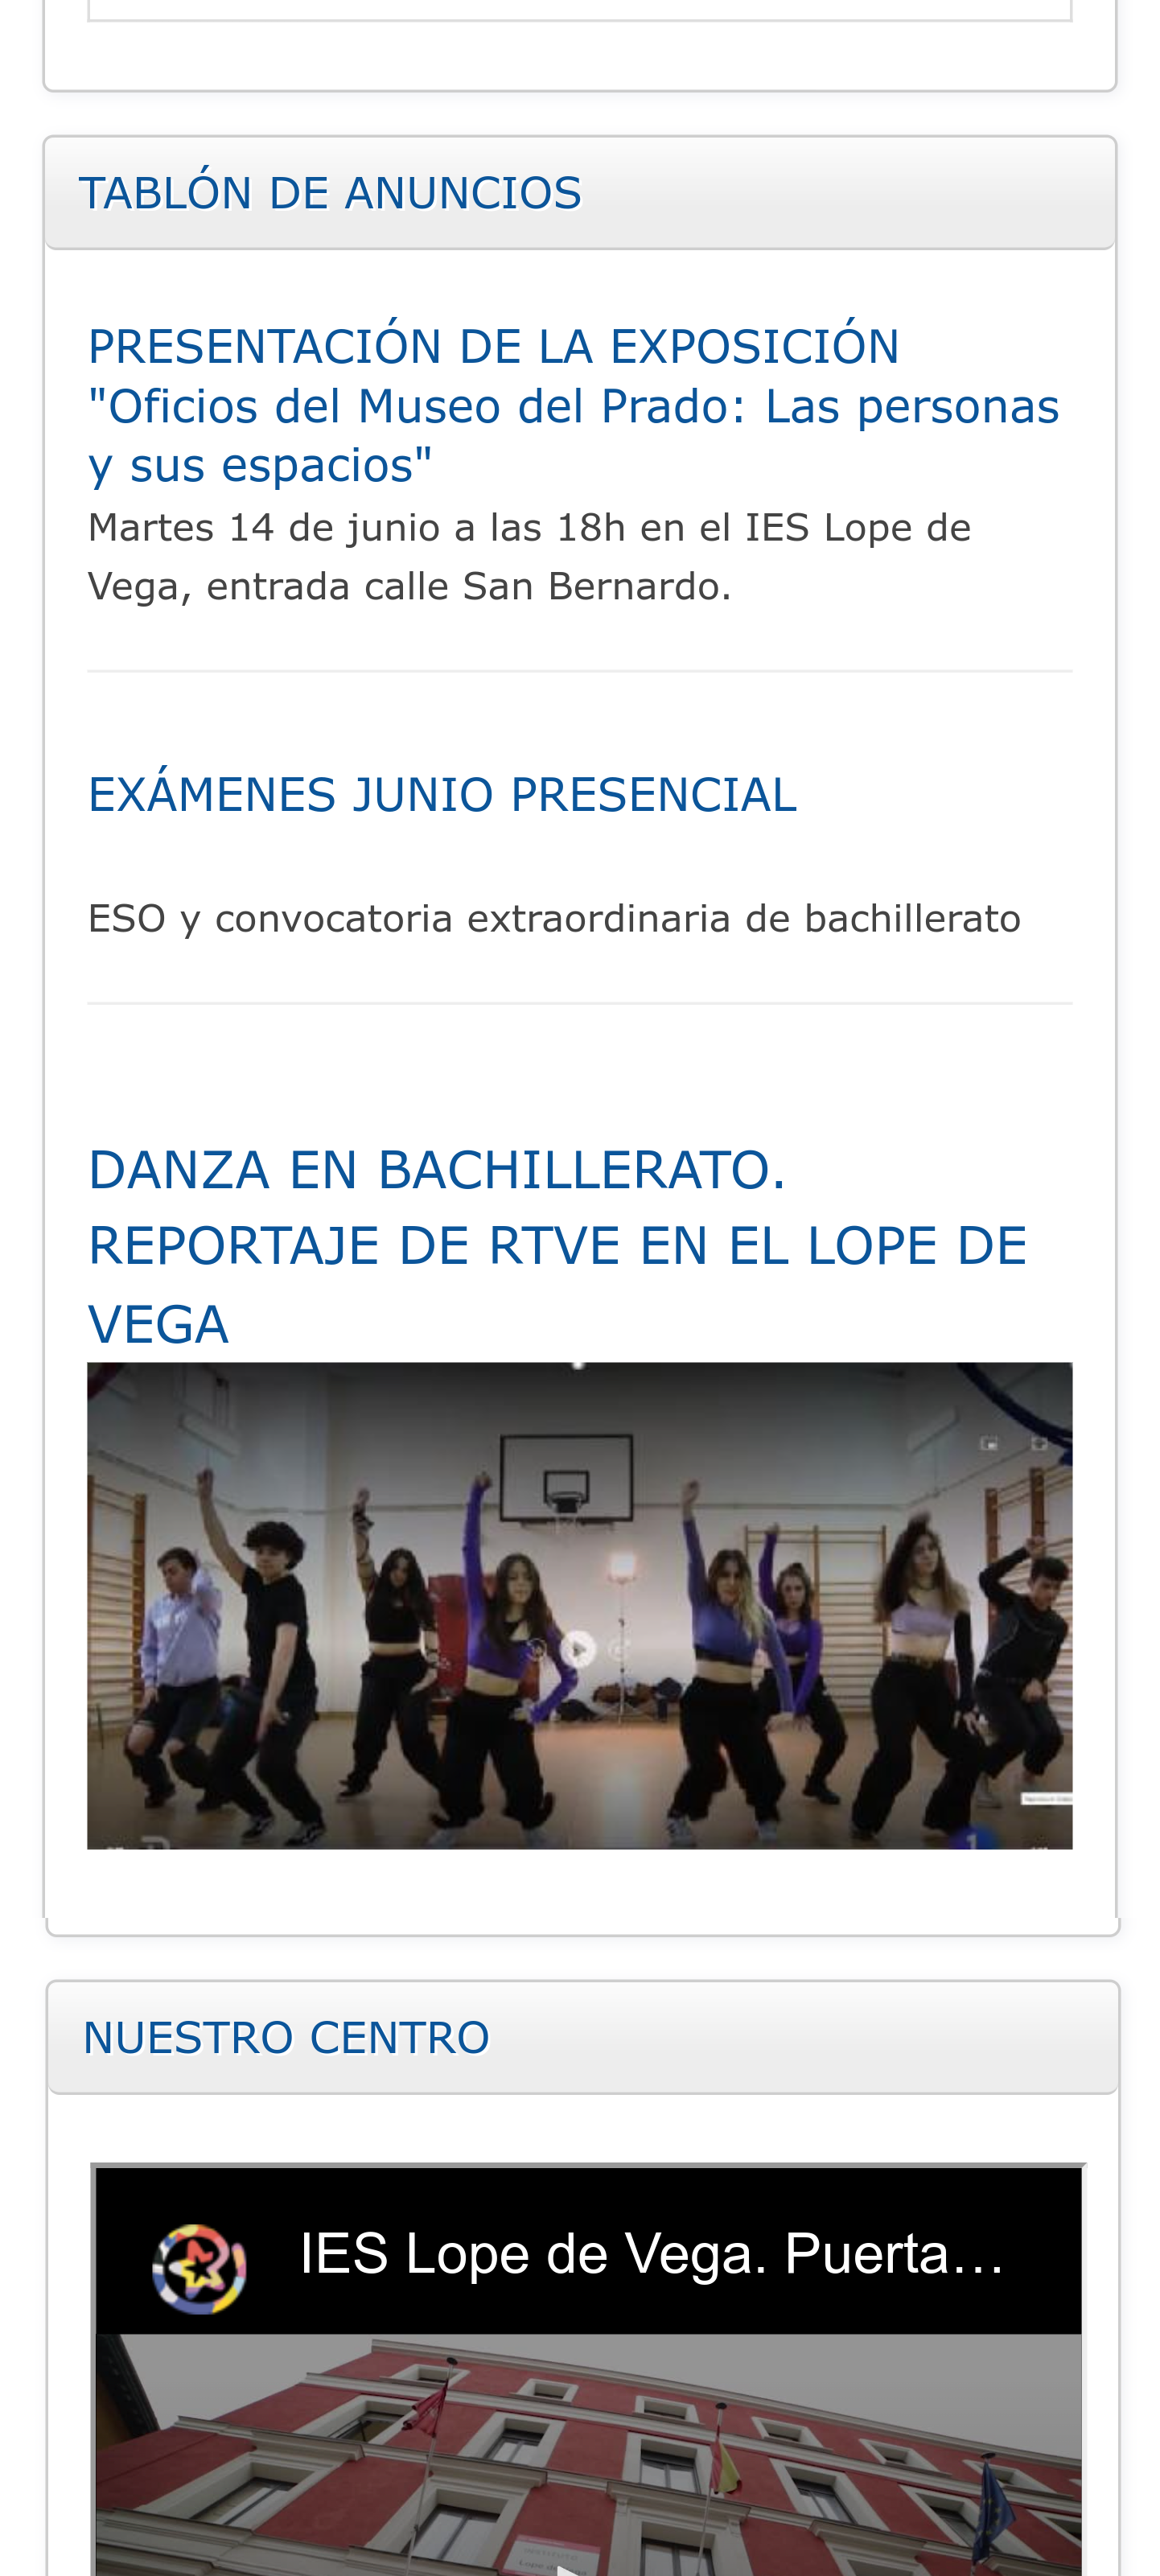 TABLÓN DE ANUNCIOS
PRESENTACIÓN DE LA EXPOSICIÓN
"Oficios del Museo del Prado: Las personas
y sus espacios"
Martes 14 de junio a las 18h en el IES Lope de
Vega, entrada calle San Bernardo.
EXÁMENES JUNIO PRESENCIAL
ESO y convocatoria extraordinaria de bachillerato
DANZA EN BACHILLERATO.
REPORTAJE DE RTVE EN EL LOPE DE
VEGA
1
NUESTRO CENTRO
IES Lope de Vega. Puerta...